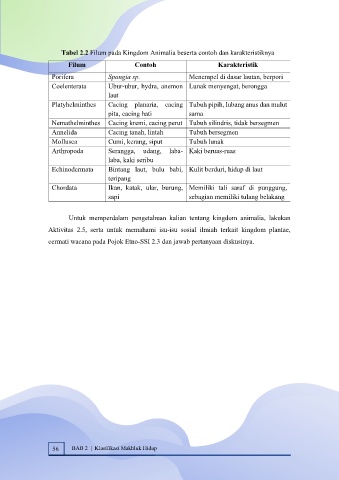 Tabel 2.2 Filum pada Kingdom Animalia beserta contoh dan karakteristiknya
Filum Contoh Karakteristik
Porifera Spongia sp. Menempel di dasar lautan, berpori
Coelenterata Ubur-ubur, hydra, anemon Lunak menyengat, berongga
laut
Platyhelminthes Cacing planaria, cacing Tubuh pipih, lubang anus dan mulut
pita, cacing hati sama
Nemathelminthes Cacing kremi, cacing perut Tubuh silindris, tidak bersegmen
Annelida Cacing tanah, lintah Tubuh bersegmen
Mollusca Cumi, kerang, siput Tubuh lunak
Arthropoda Serangga, udang, laba- Kaki beruas-ruas
laba, kaki seribu
Echinodermata Bintang laut, bulu babi, Kulit berduri, hidup di laut
teripang
Chordata Ikan, katak, ular, burung, Memiliki tali saraf di punggung,
sapi sebagian memiliki tulang belakang
Untuk memperdalam pengetahuan kalian tentang kingdom animalia, lakukan
Aktivitas 2.5, serta untuk memahami isu-isu sosial ilmiah terkait kingdom plantae,
cermati wacana pada Pojok Etno-SSI 2.3 dan jawab pertanyaan diskusinya.
56 BAB 2 | Klasifikasi Makhluk Hidup